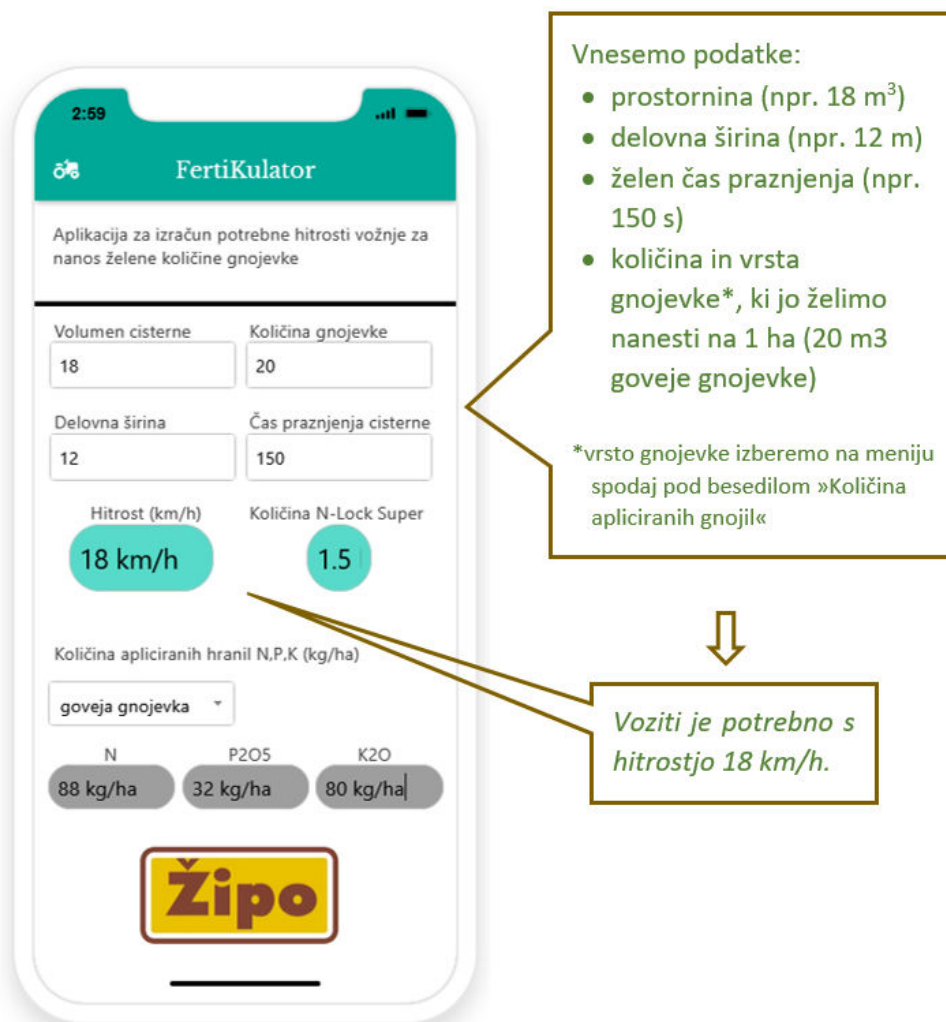 2:59
FertiKulator
Aplikacija za izračun potrebne hitrosti vožnje za
nanos želene količine gnojevke
Volumen cisterne
Količina gnojevke
18
20
Delovna širina
Čas praznjenja cisterne
12
150
Hitrost (km/h)
Količina N-Lock Super
18 km/h
1.5
Količina apliciranih hranil N,P,K (kg/ha)
goveja gnojevka
N
P2O5
K2O
88 kg/ha
32 kg/ha
80 kg/ha
Žipo
Vnesemo podatke:
• prostornina (npr. 18 m³)
• delovna širina (npr. 12 m)
• želen čas praznjenja (npr.
150 s)
• količina in vrsta
gnojevke*, ki jo želimo
nanesti na 1 ha (20 m3
goveje gnojevke)
*vrsto gnojevke izberemo na meniju
spodaj pod besedilom »Količina
apliciranih gnojil«
Voziti je potrebno s
hitrostjo 18 km/h.